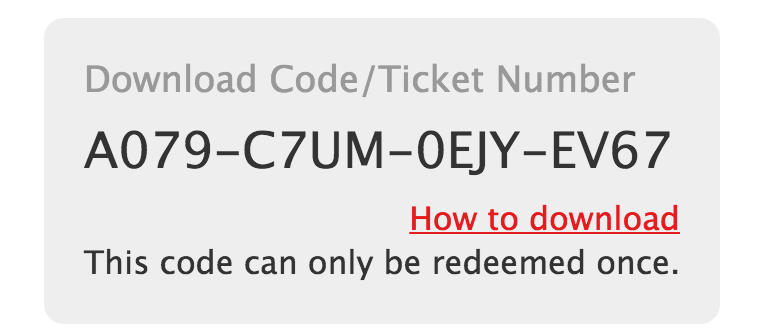 Download Code/Ticket Number
A079-C7UM-0EJY-EV67
How to download
This code can only be redeemed once.